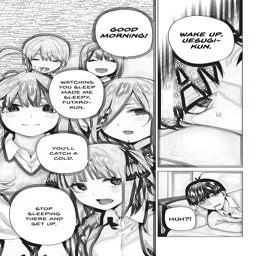 GOOD
MORNING!
WATCHING
YOU SLEEP
MADE ME
SLEEPY,
FUTARO-
KUN.
YOU'LL
CATCH A
COLD.
STOP
SLEEPING
THERE AND
GET UP.
WAKE UP,
UESUGI-
KUN.
HUH?!